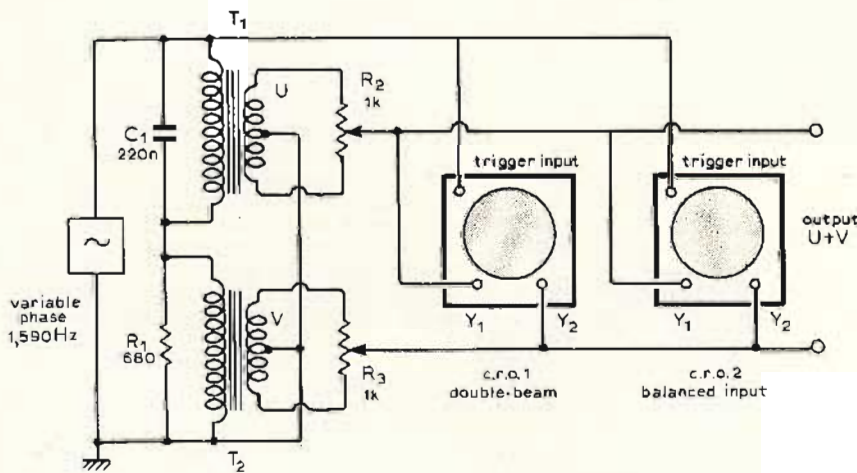 T1
U
R2
1k
C1
220n
trigger input
trigger input
output
U+V
variable
phase
1,590Hz
R1
680
V
Y1
Y2
Y1
Y2
R3
1k
c.r.o.1
double-beam
c.r.o.2
balanced input
T2